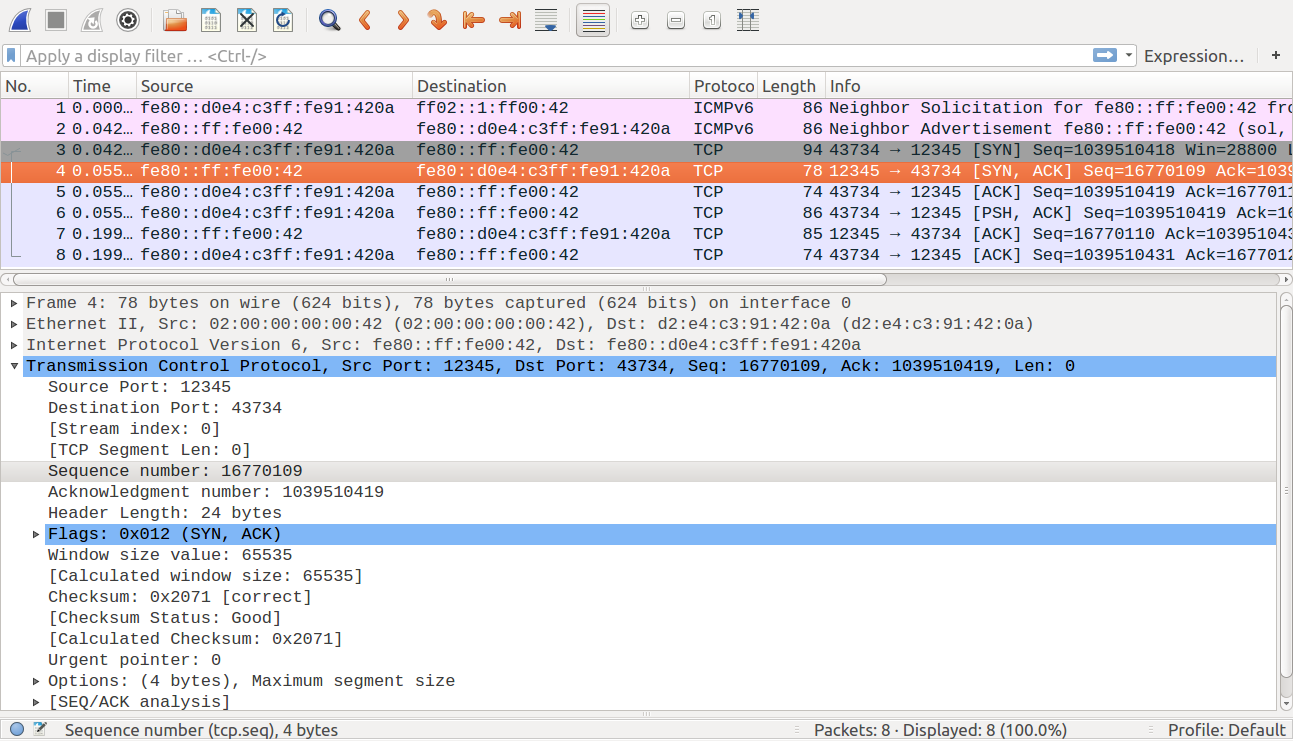 Apply a display filter … <Ctrl-/> Expression… +
No. Time Source Destination Protoco Length Info
1 0.000… fe80::d0e4:c3ff:fe91:420a ff02::1:ff00:42 ICMPv6 86 Neighbor Solicitation for fe80::ff:fe00:42 fro
2 0.042… fe80::ff:fe00:42 fe80::d0e4:c3ff:fe91:420a ICMPv6 86 Neighbor Advertisement fe80::ff:fe00:42 (sol,
3 0.042… fe80::d0e4:c3ff:fe91:420a fe80::ff:fe00:42 TCP 94 43734 → 12345 [SYN] Seq=1039510418 Win=28800 L
4 0.055… fe80::ff:fe00:42 fe80::d0e4:c3ff:fe91:420a TCP 78 12345 → 43734 [SYN, ACK] Seq=16770109 Ack=1039
5 0.055… fe80::d0e4:c3ff:fe91:420a fe80::ff:fe00:42 TCP 74 43734 → 12345 [ACK] Seq=1039510419 Ack=1677011
6 0.055… fe80::d0e4:c3ff:fe91:420a fe80::ff:fe00:42 TCP 86 43734 → 12345 [PSH, ACK] Seq=1039510419 Ack=16
7 0.199… fe80::ff:fe00:42 fe80::d0e4:c3ff:fe91:420a TCP 85 12345 → 43734 [ACK] Seq=16770110 Ack=103951043
8 0.199… fe80::d0e4:c3ff:fe91:420a fe80::ff:fe00:42 TCP 74 43734 → 12345 [ACK] Seq=1039510431 Ack=1677012
Frame 4: 78 bytes on wire (624 bits), 78 bytes captured (624 bits) on interface 0
Ethernet II, Src: 02:00:00:00:00:42 (02:00:00:00:00:42), Dst: d2:e4:c3:91:42:0a (d2:e4:c3:91:42:0a)
Internet Protocol Version 6, Src: fe80::ff:fe00:42, Dst: fe80::d0e4:c3ff:fe91:420a
Transmission Control Protocol, Src Port: 12345, Dst Port: 43734, Seq: 16770109, Ack: 1039510419, Len: 0
Source Port: 12345
Destination Port: 43734
[Stream index: 0]
[TCP Segment Len: 0]
Sequence number: 16770109
Acknowledgment number: 1039510419
Header Length: 24 bytes
Flags: 0x012 (SYN, ACK)
Window size value: 65535
[Calculated window size: 65535]
Checksum: 0x2071 [correct]
[Checksum Status: Good]
[Calculated Checksum: 0x2071]
Urgent pointer: 0
Options: (4 bytes), Maximum segment size
[SEQ/ACK analysis]
Sequence number (tcp.seq), 4 bytes Packets: 8 · Displayed: 8 (100.0%) Profile: Default